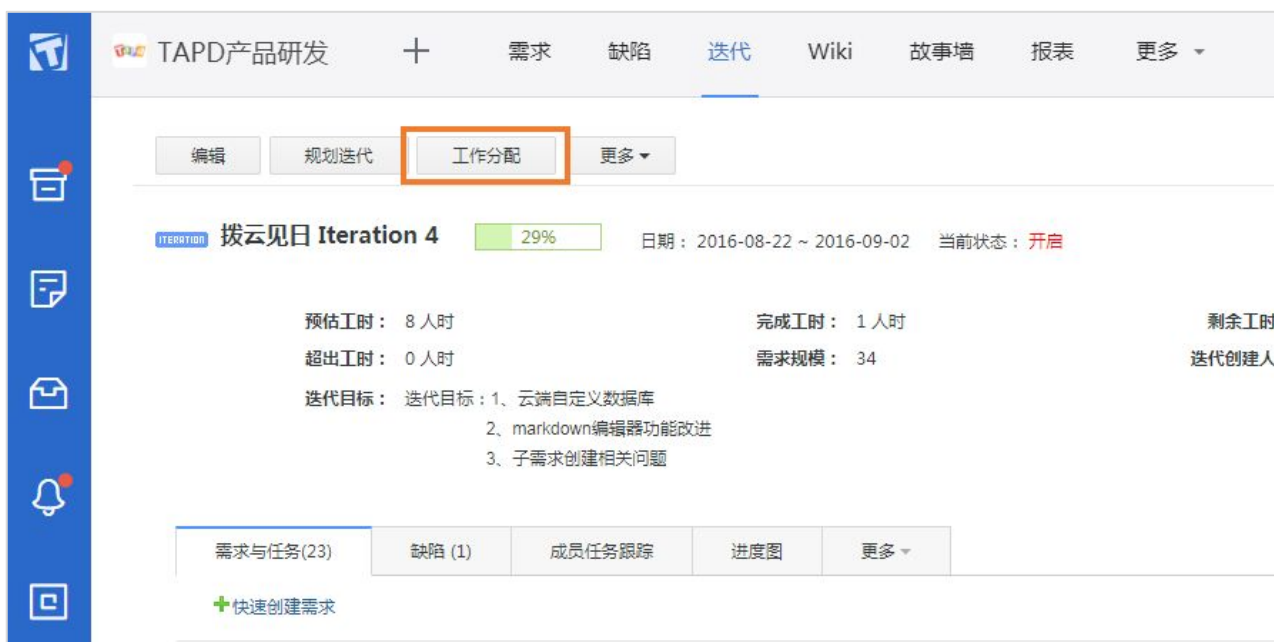 TAPD产品研发 需求 缺陷 迭代 Wiki 故事墙 报表 更多
编辑 规划迭代 工作分配 更多
ITERATION 拨云见日 Iteration 4 29% 日期：2016-08-22 ~ 2016-09-02 当前状态：开启
预估工时：8 人时 完成工时：1 人时 剩余工时
超出工时：0 人时 需求规模：34 迭代创建人
迭代目标：迭代目标：1、云端自定义数据库
2、markdown编辑器功能改进
3、子需求创建相关问题
需求与任务(23) 缺陷 (1) 成员任务跟踪 进度图 更多
快速创建需求